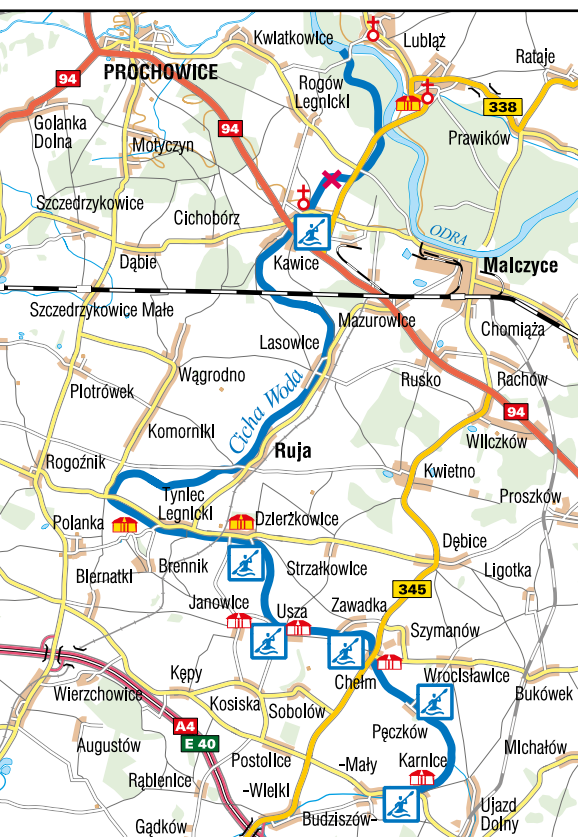 Kwiatkowice
Lubiąż
Rataje
PROCHOWICE
94
Rogów
Legnicki
338
Golanka
Dolna
94
Prawików
Motyczyn
Szczedrzykowice
Cichobórz
ODRA
Dąbie
Kawice
Malczyce
Szczedrzykowice Małe
Mazurowice
Chomiąża
Lasowice
Wągrodno
Rusko
Rachów
Piotrówek
Cicha Woda
94
Komorniki
Wilczków
Rogoźnik
Ruja
Kwietno
Tyniec
Legnicki
Proszków
Polanka
Dzierżkowice
Dębice
Biernatki
Brennik
Strzałkowice
Ligotka
345
Janowice
Usza
Zawadka
Szymanów
Kępy
Chełm
Wrocisławice
Wierzchowice
Kosiska
Sobolów
Bukówek
A4
Pęczków
E 40
Augustów
Postolice
-Mały
Karnice
Michałów
Rąbienice
-Wielki
Ujazd
Dolny
Gądków
Budziszów-